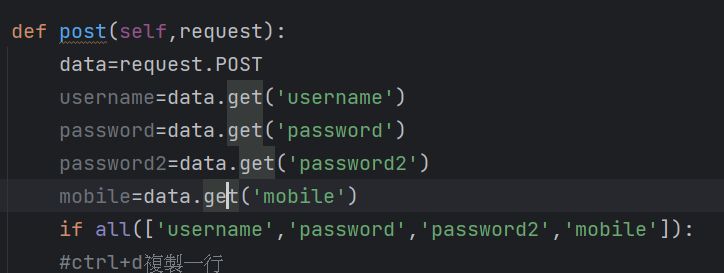 def post(self,request):
data=request.POST
username=data.get('username')
password=data.get('password')
password2=data.get('password2')
mobile=data.get('mobile')
if all(['username','password','password2','mobile']):
#ctrl+d複製一行